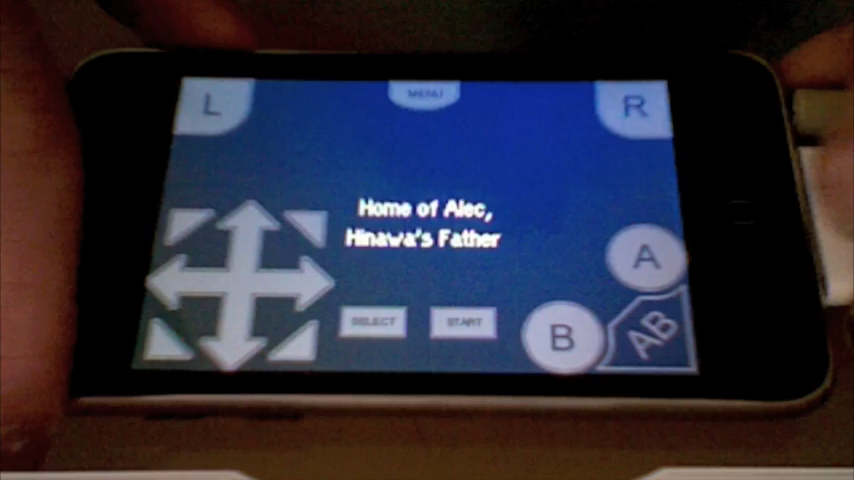 L
MENU
R
Home of Alec,
Hinawa's Father
A
SELECT
START
B
AB